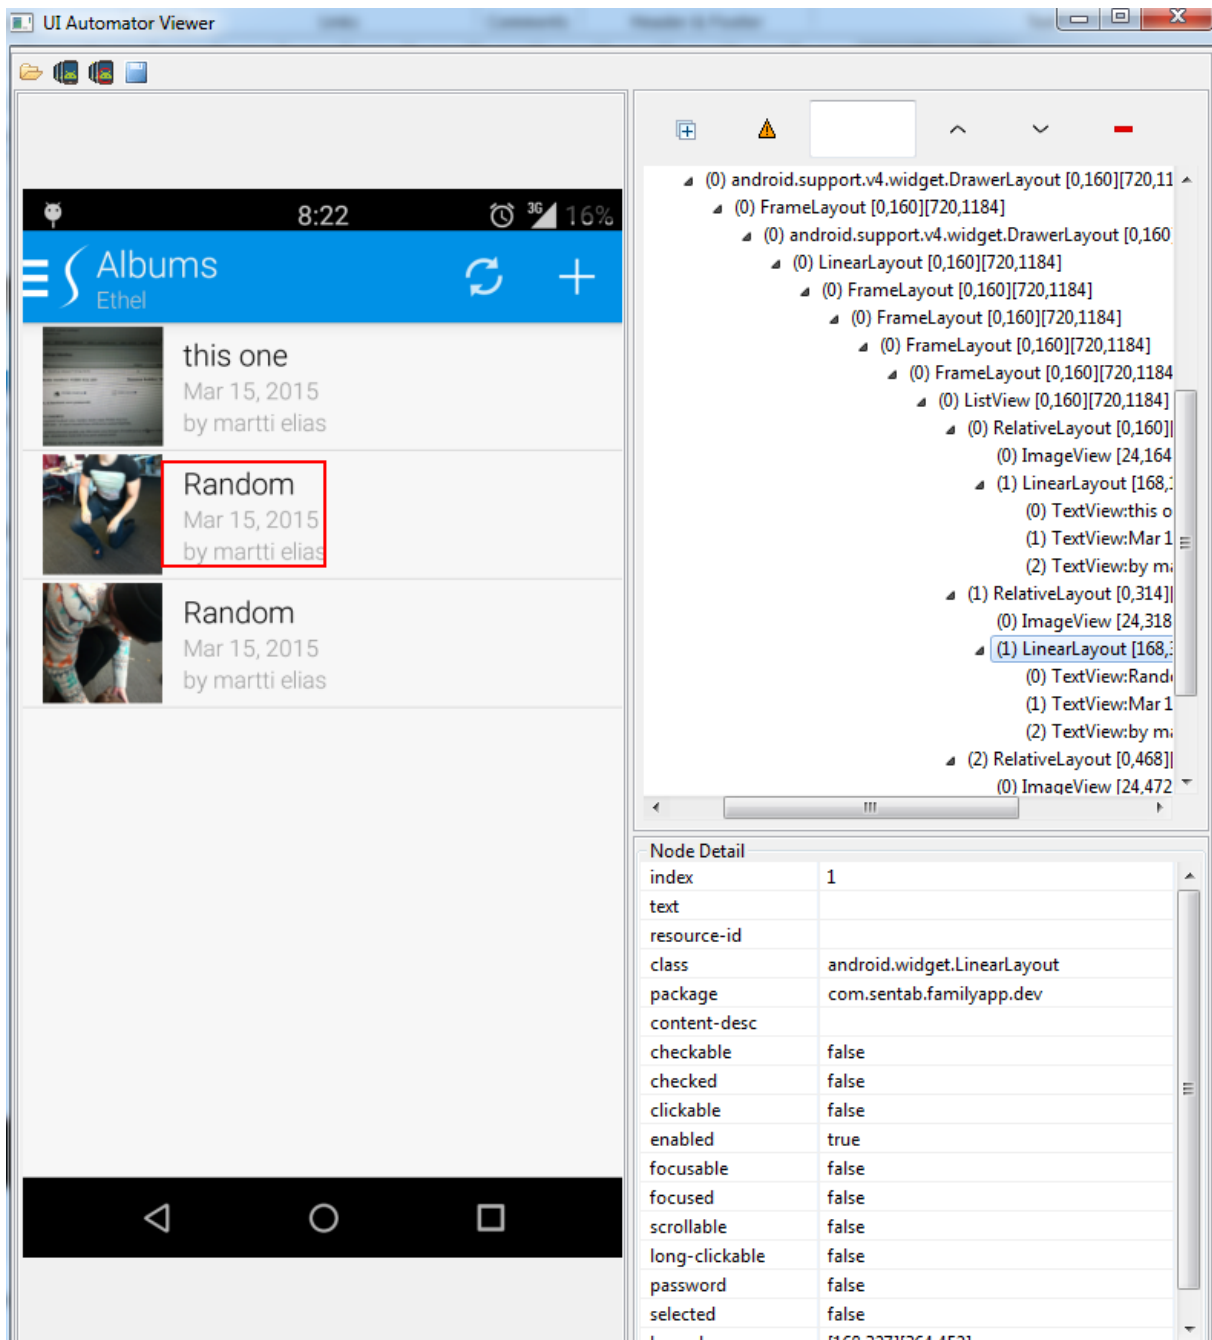 UI Automator Viewer
8:22
3G
16%
Albums
Ethel
this one
Mar 15, 2015
by martti elias
Random
Mar 15, 2015
by martti elias
Random
Mar 15, 2015
by martti elias
(0) android.support.v4.widget.DrawerLayout [0,160][720,11
(0) FrameLayout [0,160][720,1184]
(0) android.support.v4.widget.DrawerLayout [0,160
(0) LinearLayout [0,160][720,1184]
(0) FrameLayout [0,160][720,1184]
(0) FrameLayout [0,160][720,1184]
(0) FrameLayout [0,160][720,1184]
(0) FrameLayout [0,160][720,1184
(0) ListView [0,160][720,1184]
(0) RelativeLayout [0,160][
(0) ImageView [24,164
(1) LinearLayout [168,
(0) TextView:this o
(1) TextView:Mar 1
(2) TextView:by ma
(1) RelativeLayout [0,314][
(0) ImageView [24,318
(1) LinearLayout [168,3
(0) TextView:Rand
(1) TextView:Mar 1
(2) TextView:by ma
(2) RelativeLayout [0,468][
(0) ImageView [24,472
Node Detail
index 1
text
resource-id
class android.widget.LinearLayout
package com.sentab.familyapp.dev
content-desc
checkable false
checked false
clickable false
enabled true
focusable false
focused false
scrollable false
long-clickable false
password false
selected false